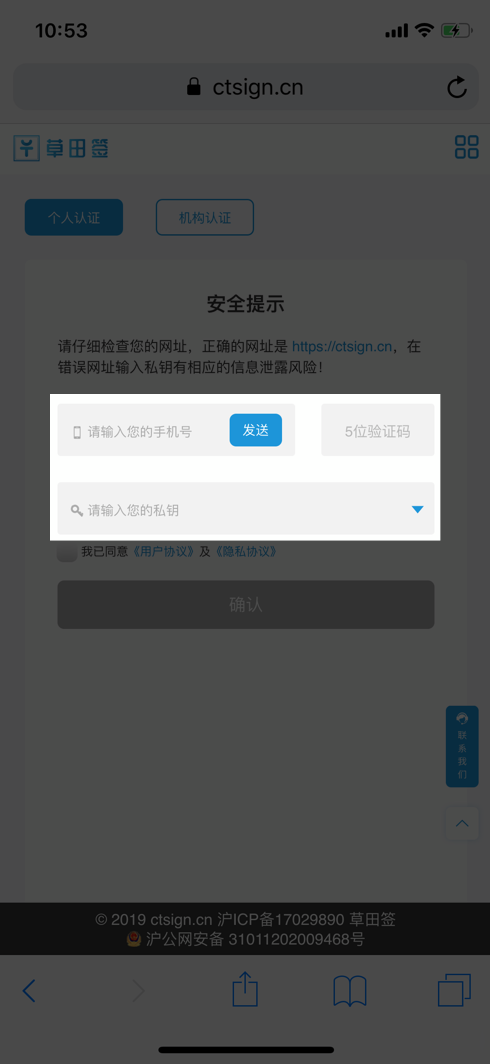 10:53
ctsign.cn
草田签
个人认证
机构认证
安全提示
请仔细检查您的网址，正确的网址是 https://ctsign.cn，在
错误网址输入私钥有相应的信息泄露风险！
请输入您的手机号
发送
5位验证码
请输入您的私钥
我已同意《用户协议》及《隐私协议》
确认
联系我们
© 2019 ctsign.cn 沪ICP备17029890 草田签
沪公网安备 31011202009468号